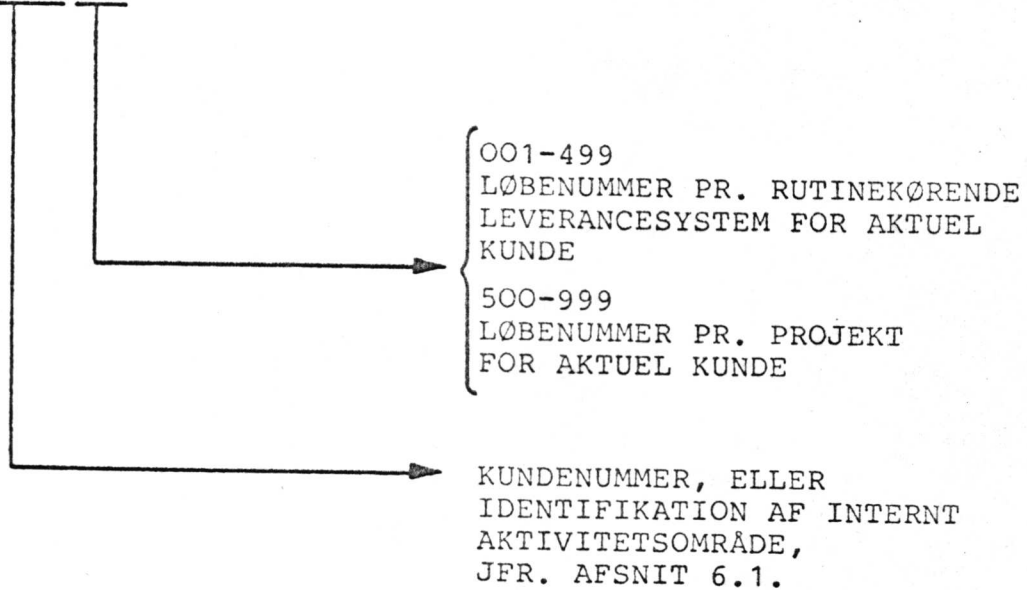 001-499
LØBENUMMER PR. RUTINEKØRENDE
LEVERANCESYSTEM FOR AKTUEL
KUNDE
500-999
LØBENUMMER PR. PROJEKT
FOR AKTUEL KUNDE
KUNDENUMMER, ELLER
IDENTIFIKATION AF INTERNT
AKTIVITETSOMRÅDE,
JFR. AFSNIT 6.1.